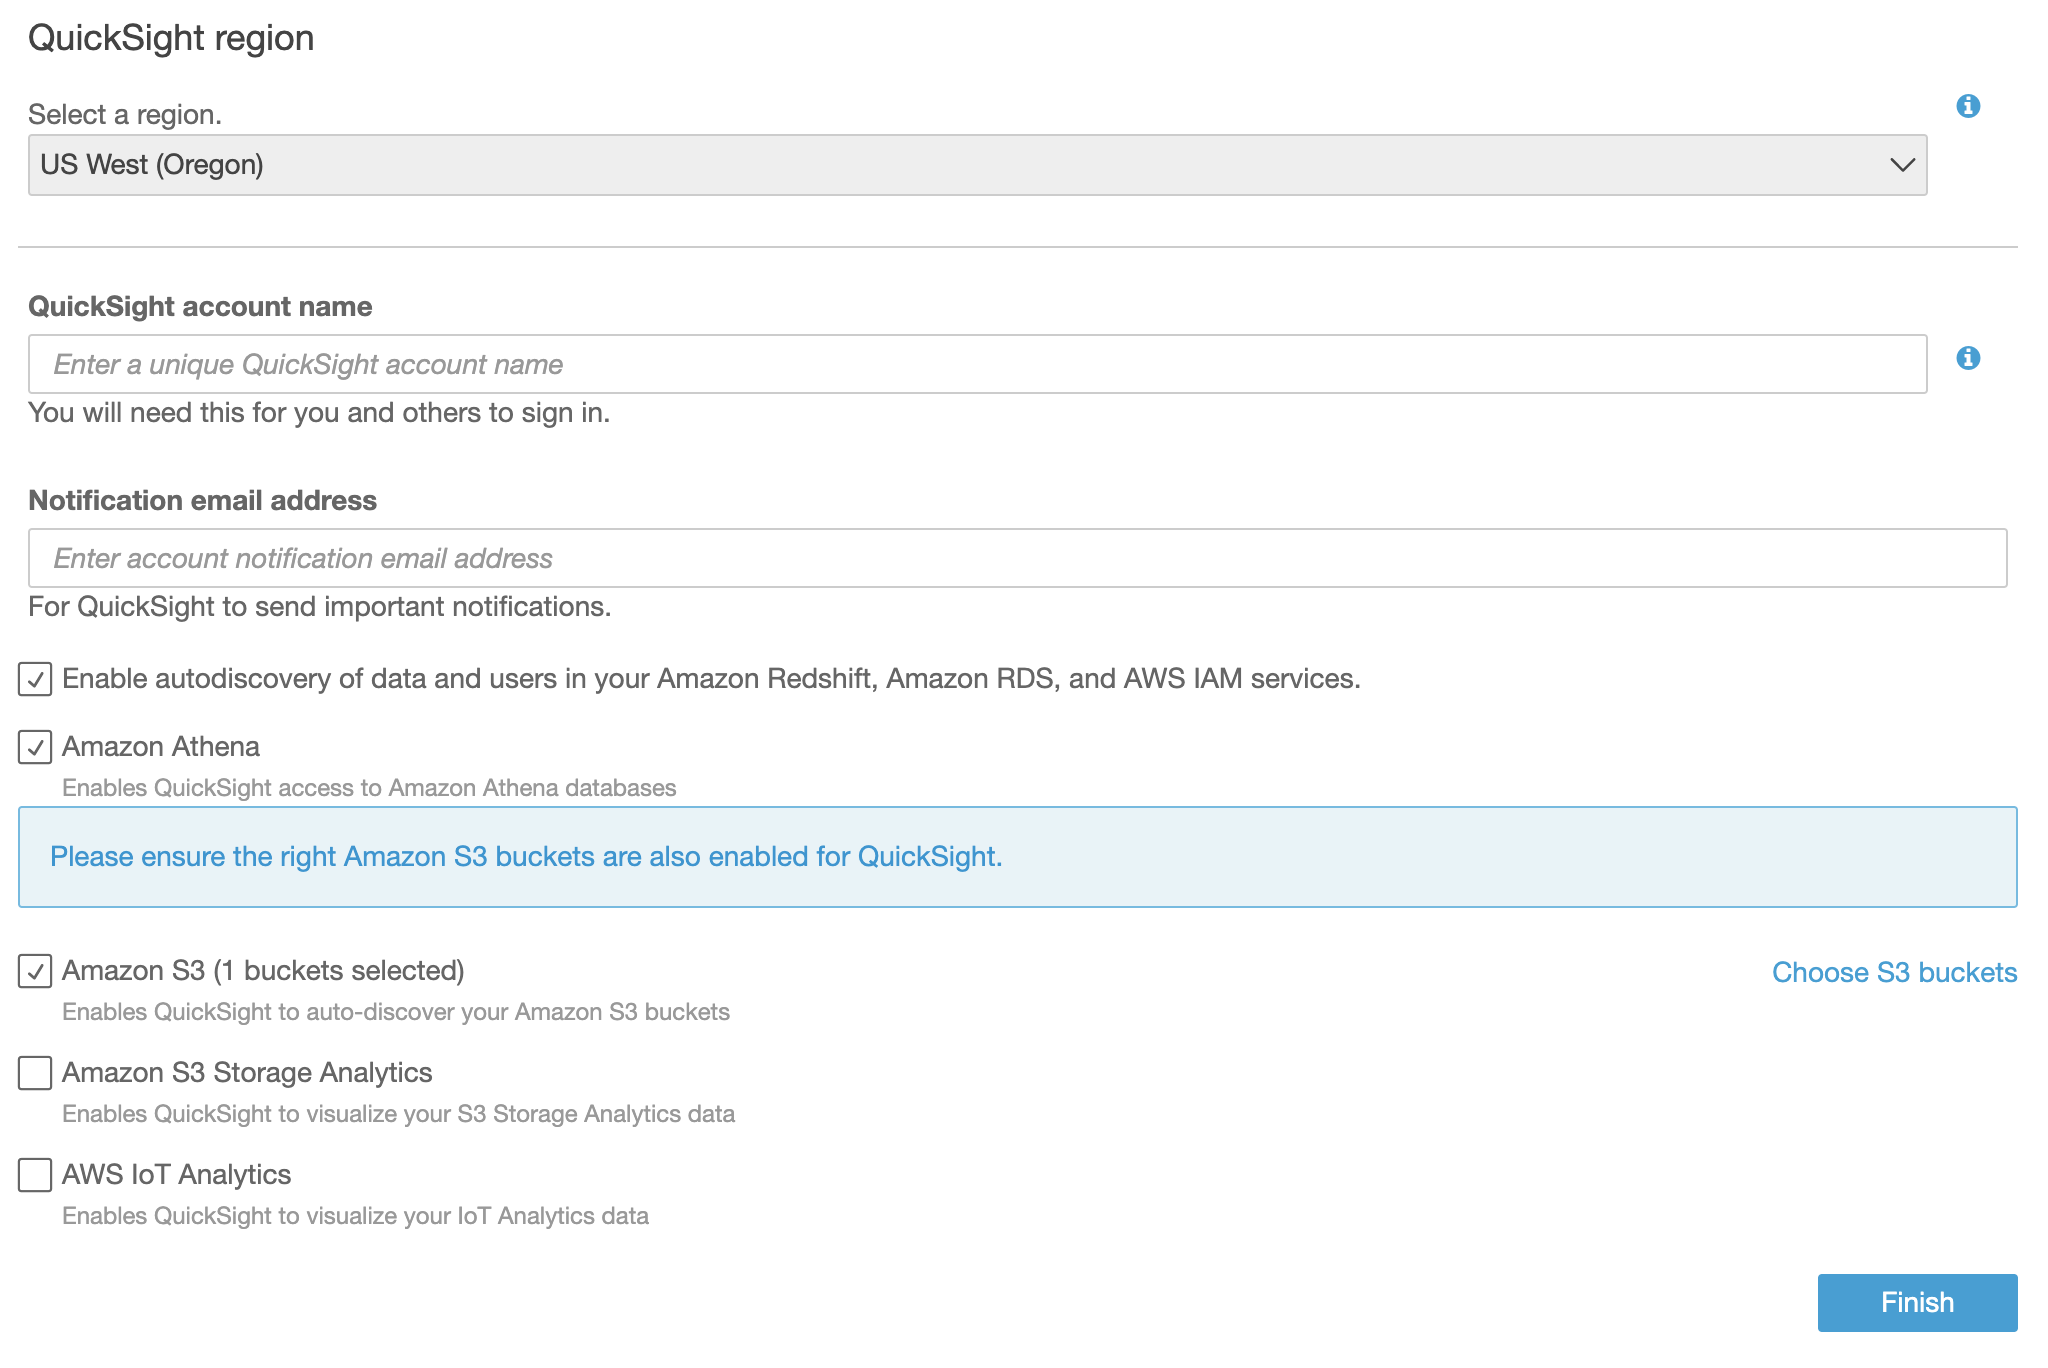 QuickSight region
Select a region.
US West (Oregon)
QuickSight account name
Enter a unique QuickSight account name
You will need this for you and others to sign in.
Notification email address
Enter account notification email address
For QuickSight to send important notifications.
Enable autodiscovery of data and users in your Amazon Redshift, Amazon RDS, and AWS IAM services.
Amazon Athena
Enables QuickSight access to Amazon Athena databases
Please ensure the right Amazon S3 buckets are also enabled for QuickSight.
Amazon S3 (1 buckets selected)
Choose S3 buckets
Enables QuickSight to auto-discover your Amazon S3 buckets
Amazon S3 Storage Analytics
Enables QuickSight to visualize your S3 Storage Analytics data
AWS IoT Analytics
Enables QuickSight to visualize your IoT Analytics data
Finish